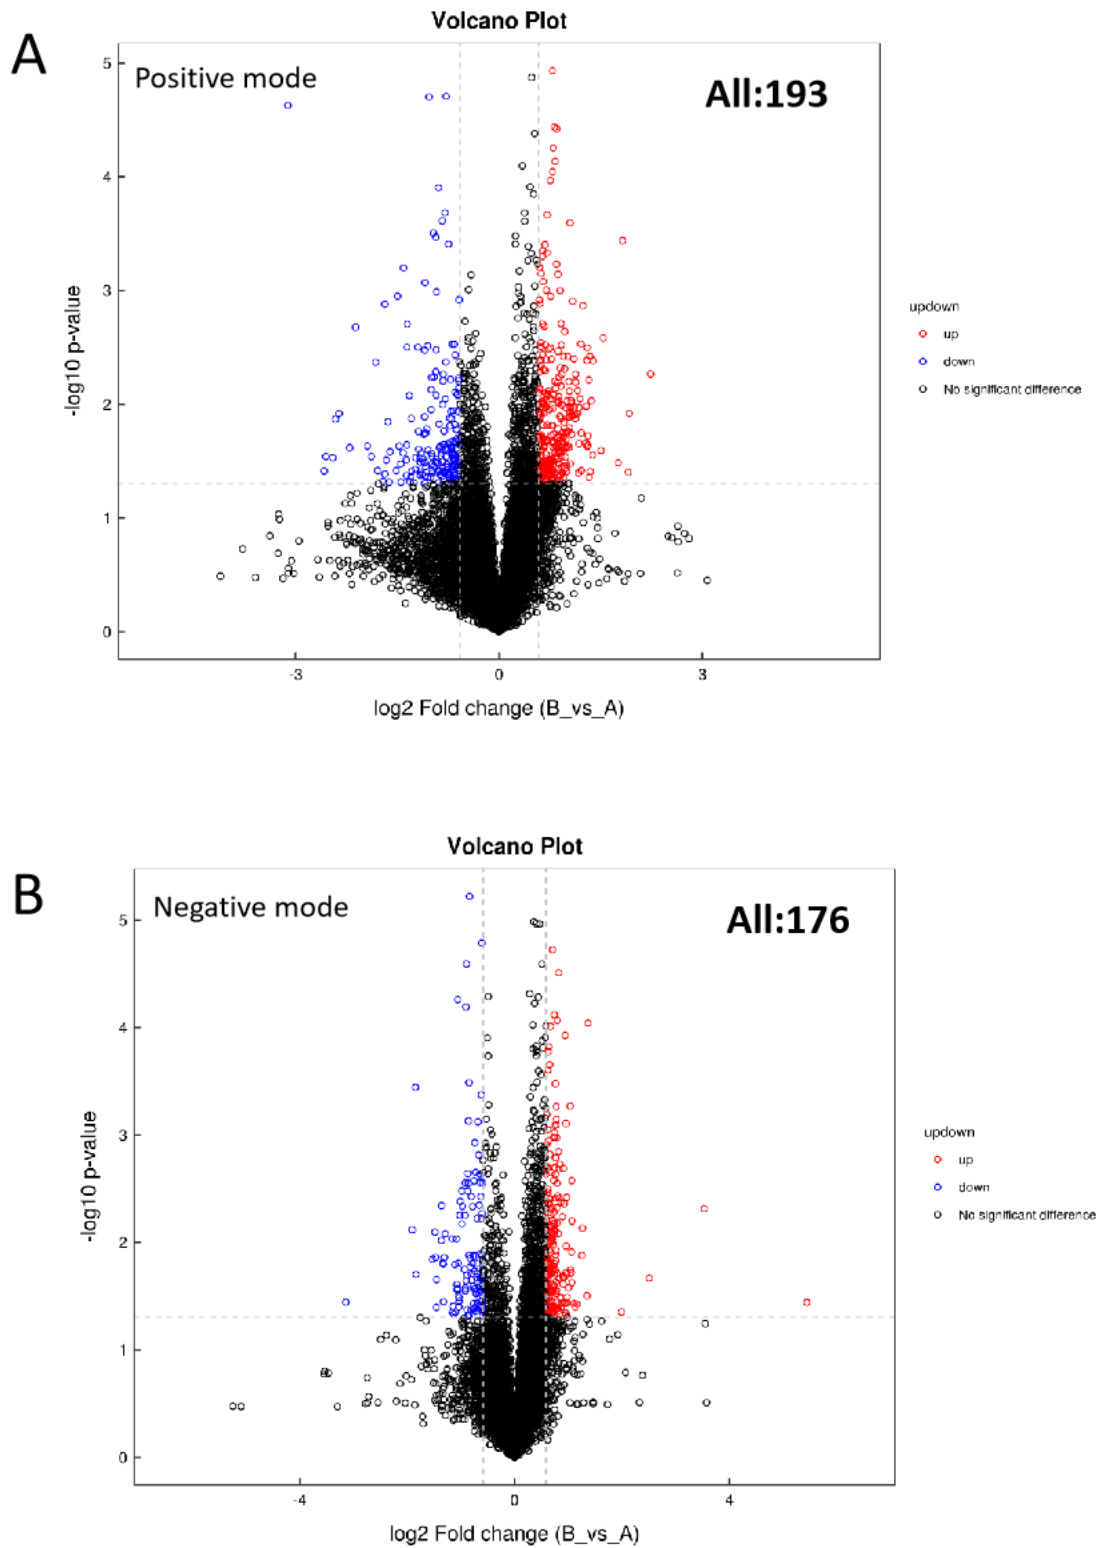 A
Volcano Plot
Positive mode
All:193
5
4
3
2
1
0
-log10 p-value
-3
0
3
log2 Fold change (B_vs_A)
updown
up
down
No significant difference
B
Volcano Plot
Negative mode
All:176
5
4
3
2
1
0
-log10 p-value
-4
0
4
log2 Fold change (B_vs_A)
updown
up
down
No significant difference